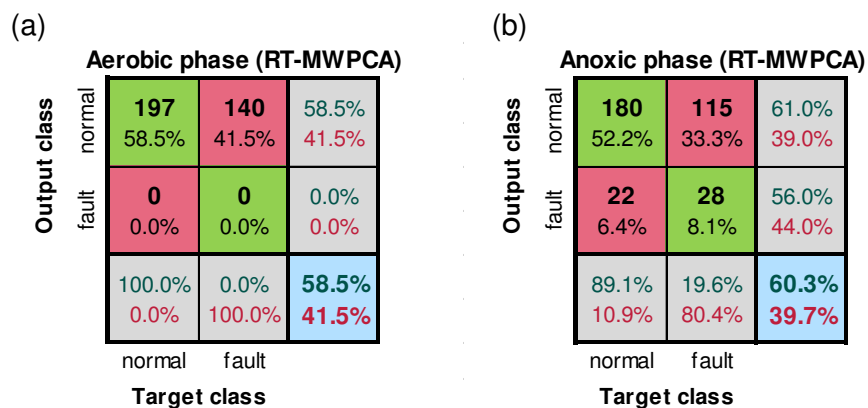 (a)
Aerobic phase (RT-MWPCA)
Output class
normal
197 140 58.5%
58.5% 41.5% 41.5%
fault
0 0 0.0%
0.0% 0.0% 0.0%
100.0% 0.0% 58.5%
0.0% 100.0% 41.5%
normal fault
Target class
(b)
Anoxic phase (RT-MWPCA)
Output class
normal
180 115 61.0%
52.2% 33.3% 39.0%
fault
22 28 56.0%
6.4% 8.1% 44.0%
89.1% 19.6% 60.3%
10.9% 80.4% 39.7%
normal fault
Target class